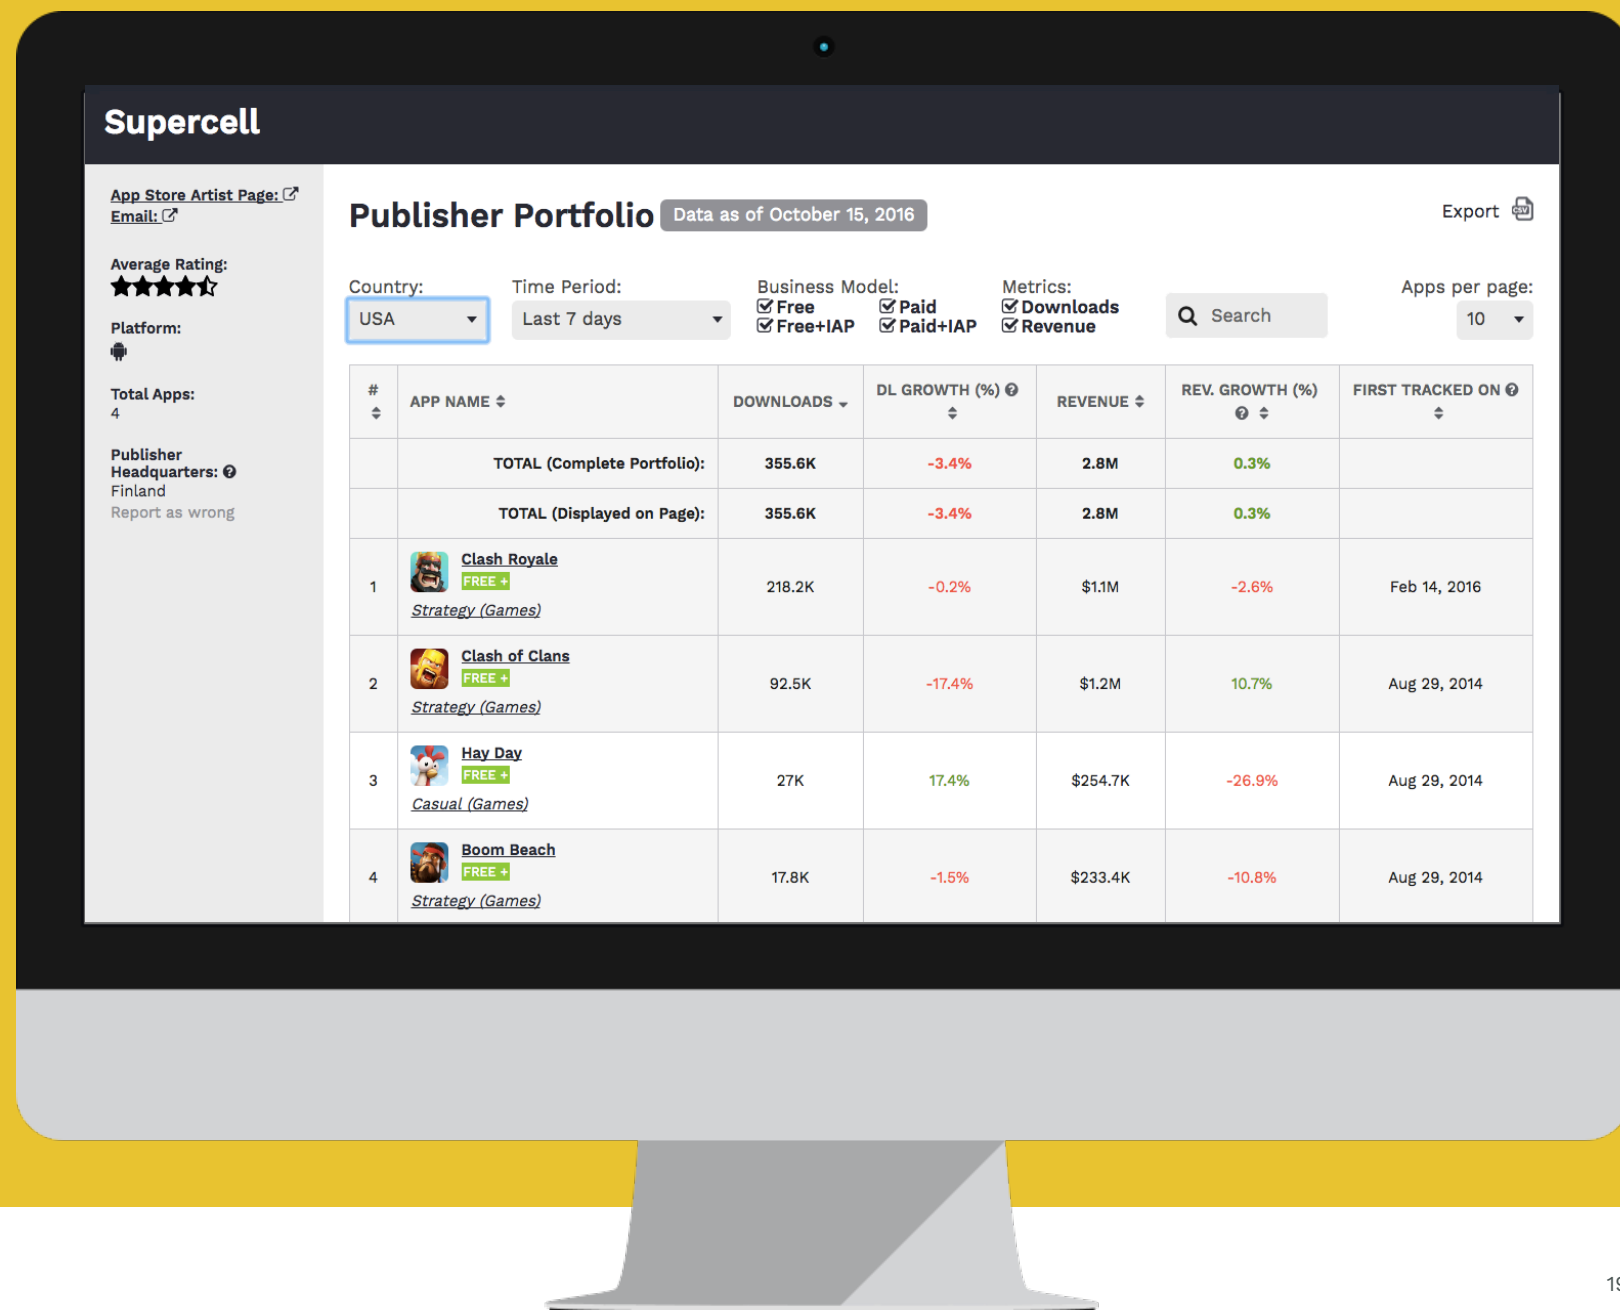 Supercell
App Store Artist Page:
Email:
Average Rating:
Platform:
Total Apps:
4
Publisher
Headquarters:
Finland
Report as wrong
Publisher Portfolio Data as of October 15, 2016
Export CSV
Country: Time Period: Business Model: Metrics: Apps per page:
USA Last 7 days Free Paid Downloads Search 10
Free+IAP Paid+IAP Revenue
# APP NAME DOWNLOADS DL GROWTH (%) REVENUE REV. GROWTH (%) FIRST TRACKED ON
TOTAL (Complete Portfolio): 355.6K -3.4% 2.8M 0.3%
TOTAL (Displayed on Page): 355.6K -3.4% 2.8M 0.3%
Clash Royale
FREE +
1 218.2K -0.2% $1.1M -2.6% Feb 14, 2016
Strategy (Games)
Clash of Clans
FREE +
2 92.5K -17.4% $1.2M 10.7% Aug 29, 2014
Strategy (Games)
Hay Day
FREE +
3 27K 17.4% $254.7K -26.9% Aug 29, 2014
Casual (Games)
Boom Beach
FREE +
4 17.8K -1.5% $233.4K -10.8% Aug 29, 2014
Strategy (Games)
19